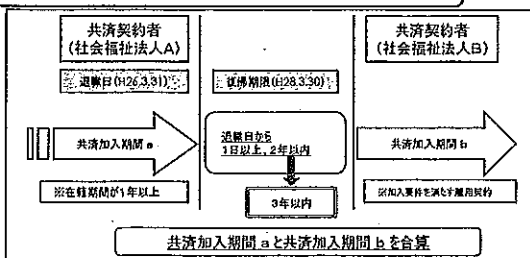 共済契約者
(社会福祉法人A)
共済契約者
(社会福祉法人B)
退職日(H26.3.31)
復帰期限(H28.3.30)
共済加入期間 a
退職日から
1日以上,2年以内
共済加入期間 b
※在籍期間が1年以上
3年以内
※加入要件を満たす雇用契約
共済加入期間 a と共済加入期間 b を合算